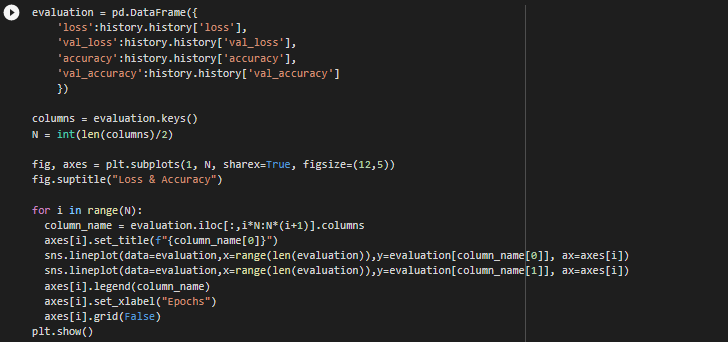 evaluation = pd.DataFrame({
    'loss':history.history['loss'],
    'val_loss':history.history['val_loss'],
    'accuracy':history.history['accuracy'],
    'val_accuracy':history.history['val_accuracy']
    })

columns = evaluation.keys()
N = int(len(columns)/2)

fig, axes = plt.subplots(1, N, sharex=True, figsize=(12,5))
fig.suptitle("Loss & Accuracy")

for i in range(N):
  column_name = evaluation.iloc[:,i*N:N*(i+1)].columns
  axes[i].set_title(f"{column_name[0]}")
  sns.lineplot(data=evaluation,x=range(len(evaluation)),y=evaluation[column_name[0]], ax=axes[i])
  sns.lineplot(data=evaluation,x=range(len(evaluation)),y=evaluation[column_name[1]], ax=axes[i])
  axes[i].legend(column_name)
  axes[i].set_xlabel("Epochs")
  axes[i].grid(False)
plt.show()